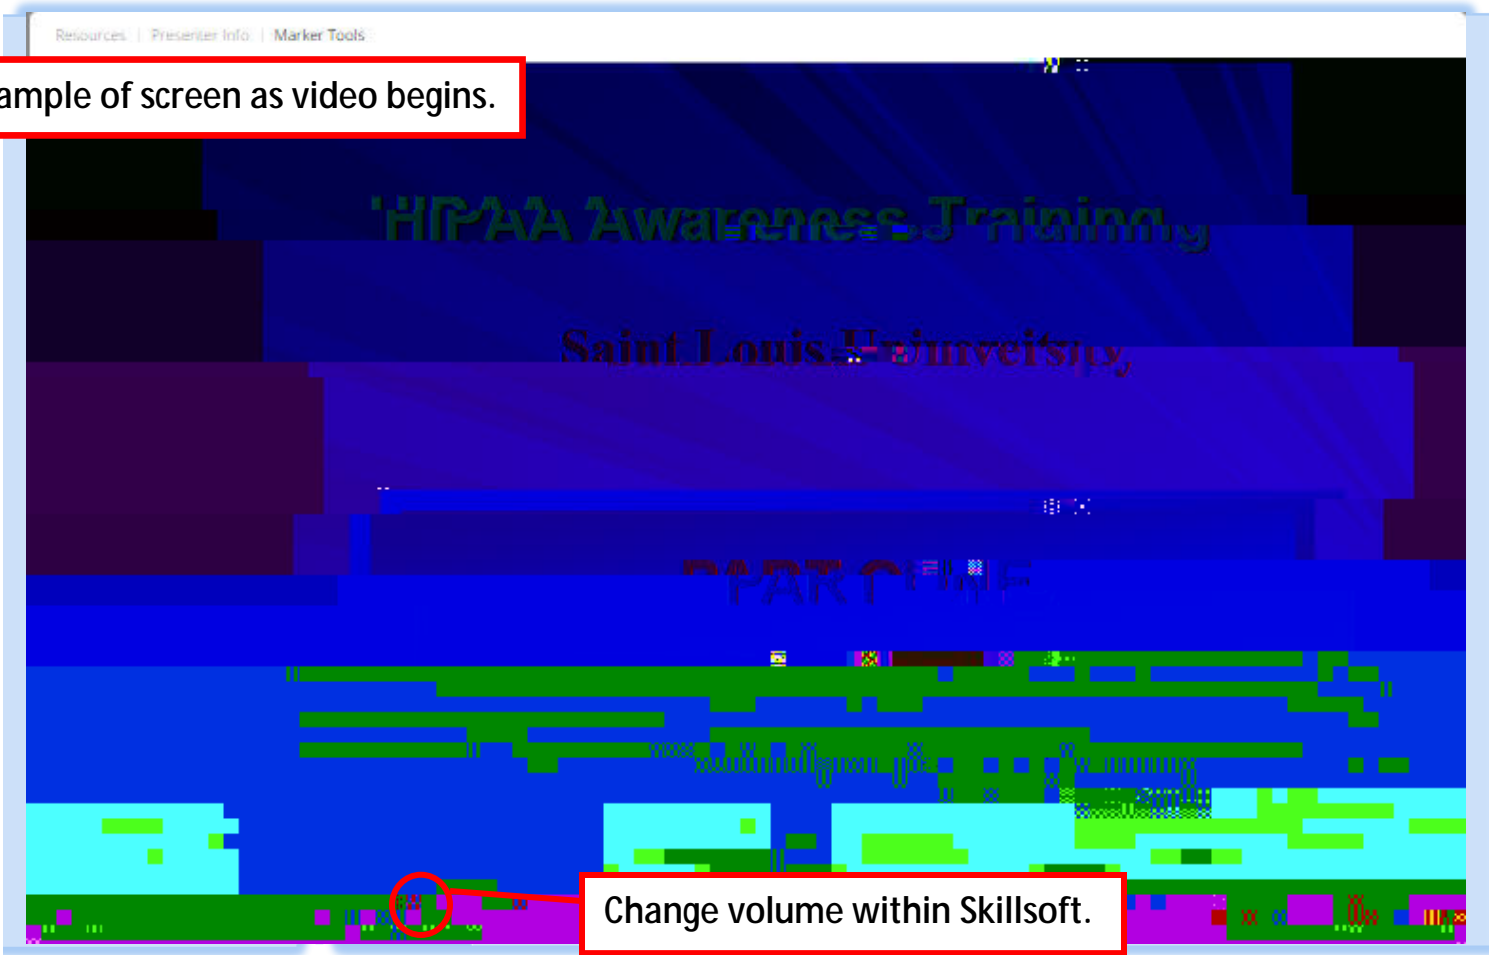 Resources | Presenter Info | Marker Tools
ample of screen as video begins.
HIPAA Awareness Training
Saint Louis University
PART ONE
Change volume within Skillsoft.